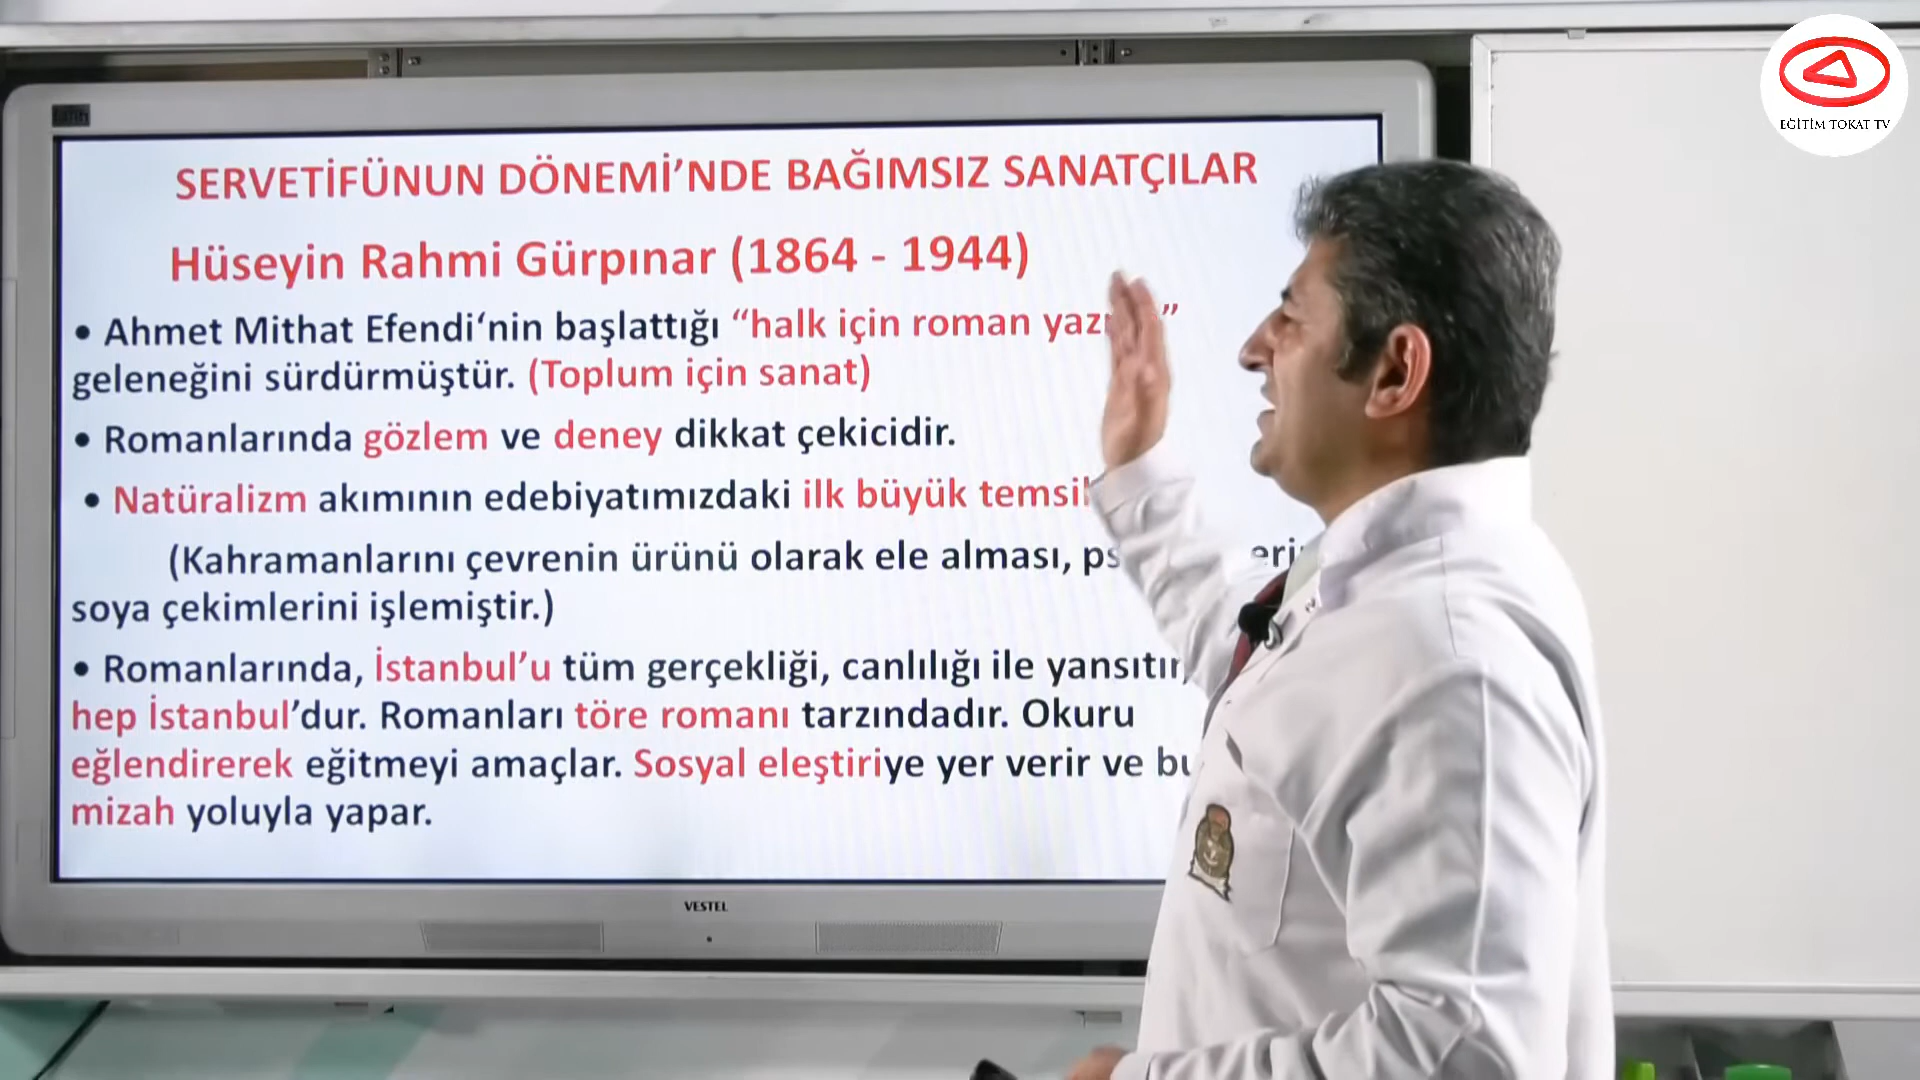 EĞİTİM TOKAT TV
SERVETİFÜNUN DÖNEMİ’NDE BAĞIMSIZ SANATÇILAR
Hüseyin Rahmi Gürpınar (1864 - 1944)
• Ahmet Mithat Efendi‘nin başlattığı “halk için roman
geleneğini sürdürmüştür. (Toplum için sanat)
• Romanlarında gözlem ve deney dikkat çekicidir.
• Natüralizm akımının edebiyatımızdaki ilk büyük
(Kahramanlarını çevrenin ürünü olarak ele alması,
soya çekimlerini işlemiştir.)
• Romanlarında, İstanbul’u tüm gerçekliği, canlılığı ile yansıtır,
hep İstanbul’dur. Romanları töre romanı tarzındadır. Okuru
eğlendirerek eğitmeyi amaçlar. Sosyal eleştiriye yer verir ve
mizah yoluyla yapar.
VESTEL